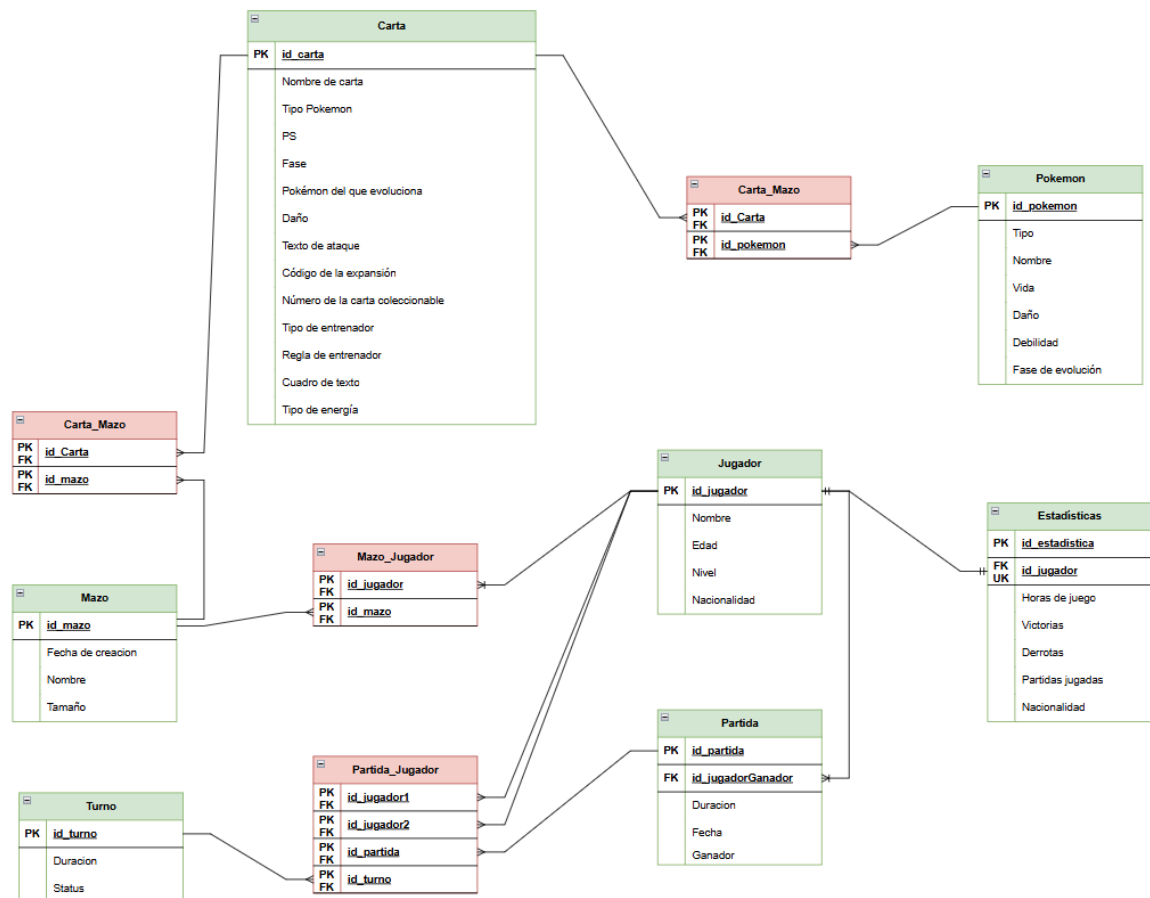 Carta
PK id_carta
Nombre de carta
Tipo Pokemon
PS
Fase
Pokémon del que evoluciona
Daño
Texto de ataque
Código de la expansión
Número de la carta coleccionable
Tipo de entrenador
Regla de entrenador
Cuadro de texto
Tipo de energía
Carta_Mazo
PK FK id_Carta
PK FK id_pokemon
Pokemon
PK id_pokemon
Tipo
Nombre
Vida
Daño
Debilidad
Fase de evolución
Carta_Mazo
PK FK id_Carta
PK FK id_mazo
Jugador
PK id_jugador
Nombre
Edad
Nivel
Nacionalidad
Estadísticas
PK id_estadistica
FK UK id_jugador
Horas de juego
Victorias
Derrotas
Partidas jugadas
Nacionalidad
Mazo_Jugador
PK FK id_jugador
PK FK id_mazo
Mazo
PK id_mazo
Fecha de creacion
Nombre
Tamaño
Partida
PK id_partida
FK id_jugadorGanador
Duracion
Fecha
Ganador
Partida_Jugador
PK FK id_jugador1
PK FK id_jugador2
PK FK id_partida
PK FK id_turno
Turno
PK id_turno
Duracion
Status